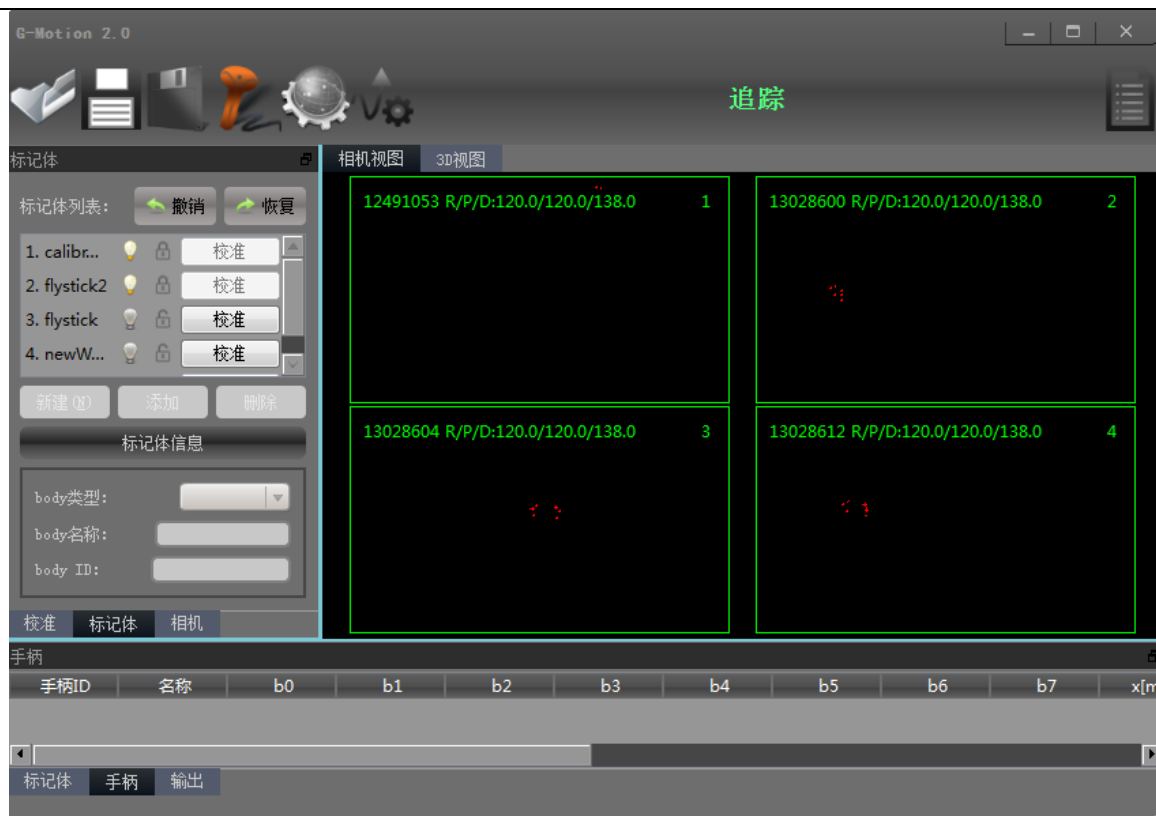 G-Motion 2.0
追踪
标记体
相机视图 3D视图
标记体列表: 撤销 恢复
1. calibr... 校准
2. flystick2 校准
3. flystick 校准
4. newW... 校准
新建(N) 添加 删除
标记体信息
body类型:
body名称:
body ID:
校准 标记体 相机
12491053 R/P/D:120.0/120.0/138.0 1
13028600 R/P/D:120.0/120.0/138.0 2
13028604 R/P/D:120.0/120.0/138.0 3
13028612 R/P/D:120.0/120.0/138.0 4
手柄
手柄ID 名称 b0 b1 b2 b3 b4 b5 b6 b7 x[m
标记体 手柄 输出